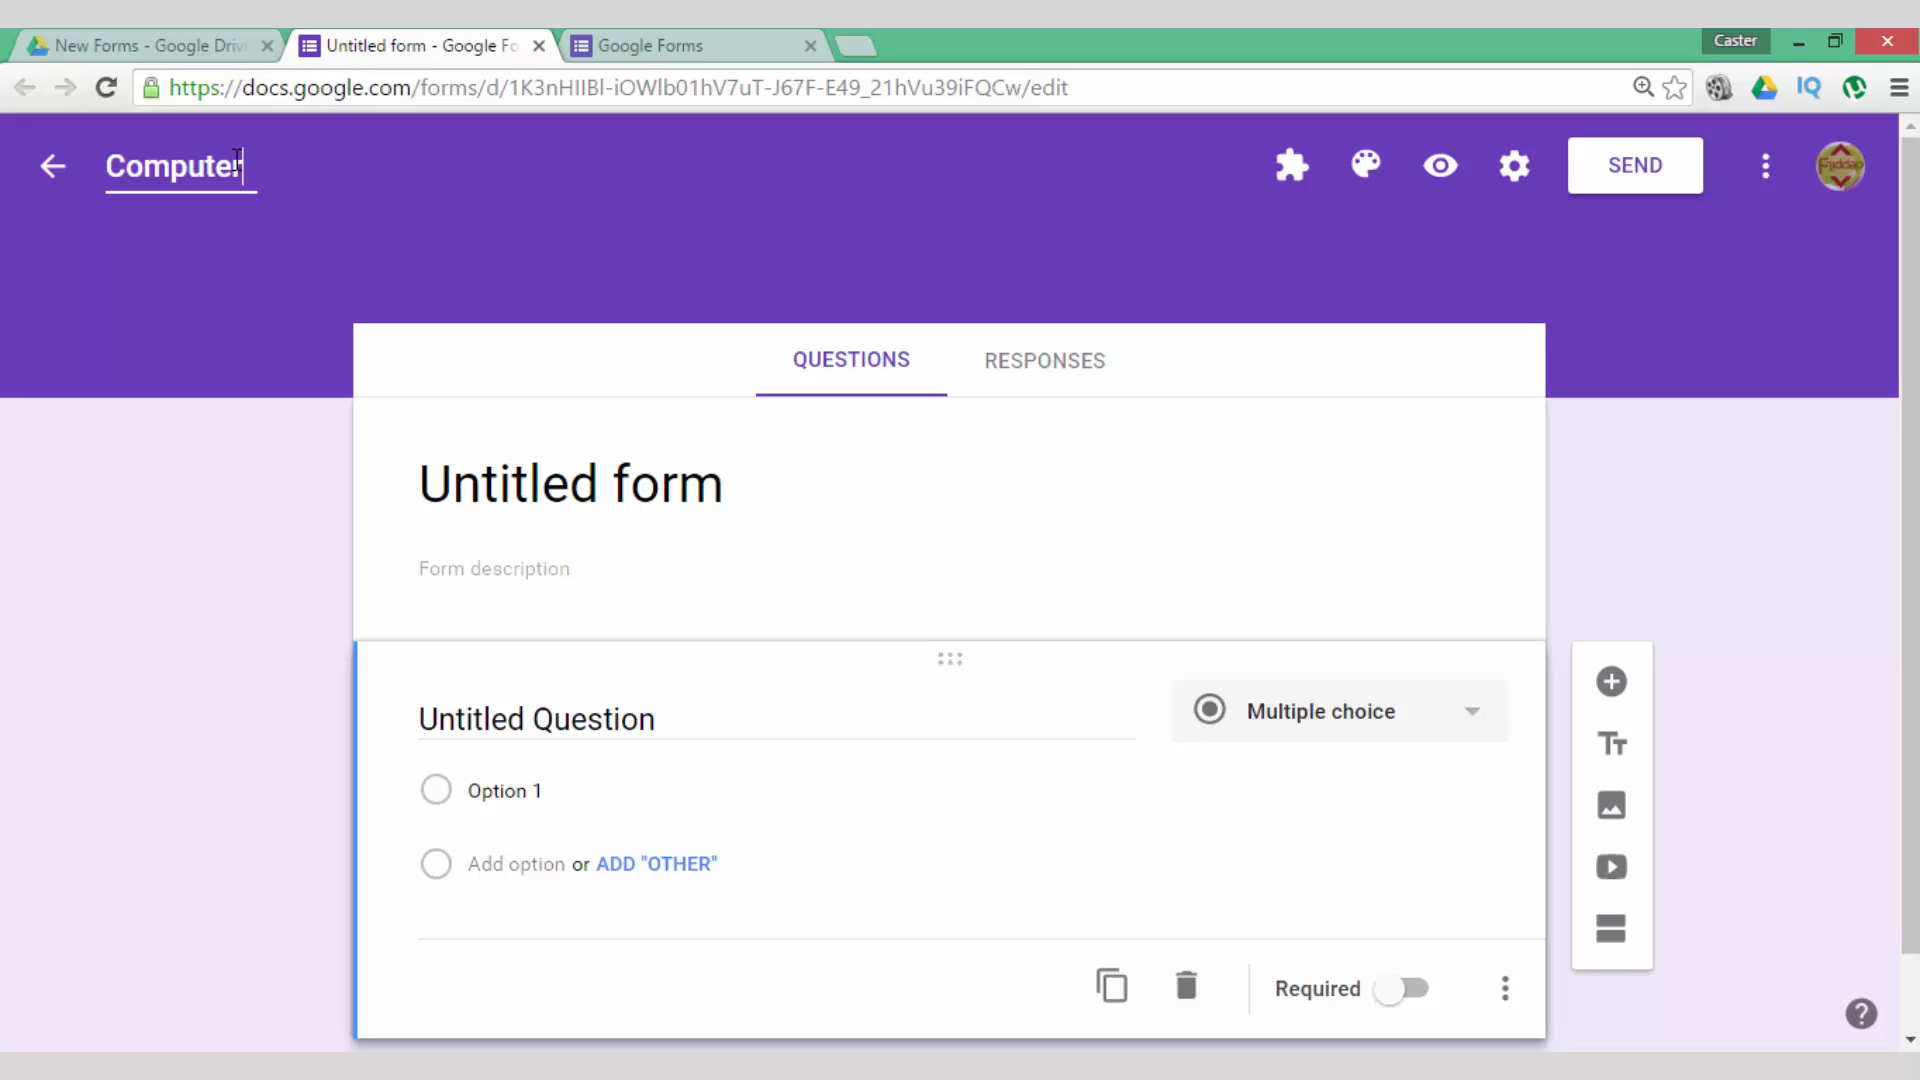 New Forms - Google Driv
Untitled form - Google Fo
Google Forms
Caster
https://docs.google.com/forms/d/1K3nHIIBl-iOWlb01hV7uT-J67F-E49_21hVu39iFQCw/edit
IQ
Computer
SEND
QUESTIONS
RESPONSES
Untitled form
Form description
Untitled Question
Multiple choice
Option 1
Add option or ADD "OTHER"
Required